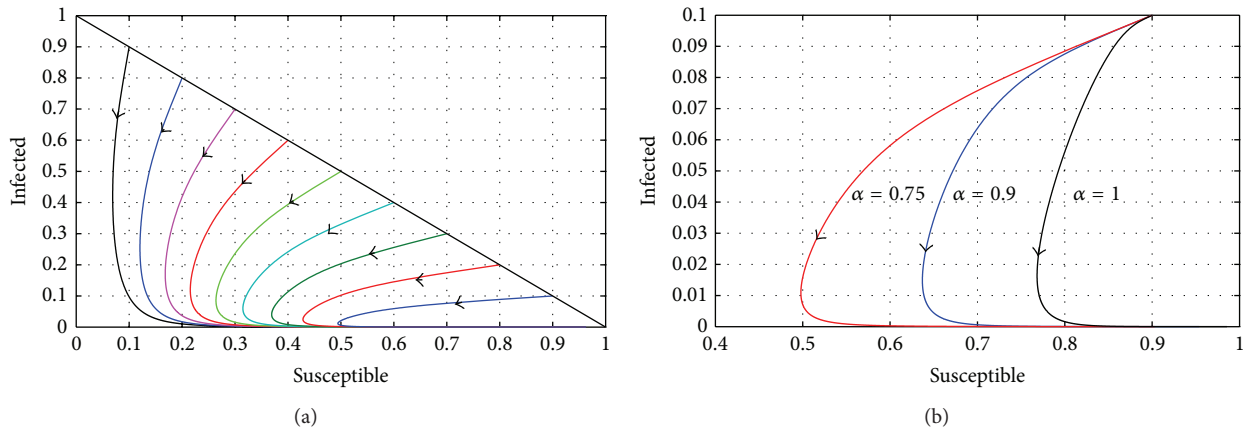 1
0.9
0.8
0.7
0.6
0.5
0.4
0.3
0.2
0.1
0
0 0.1 0.2 0.3 0.4 0.5 0.6 0.7 0.8 0.9 1
Infected
Susceptible
(a)
0.1
0.09
0.08
0.07
0.06
0.05
0.04
0.03
0.02
0.01
0
0.4 0.5 0.6 0.7 0.8 0.9 1
Infected
α = 0.75 α = 0.9 α = 1
Susceptible
(b)